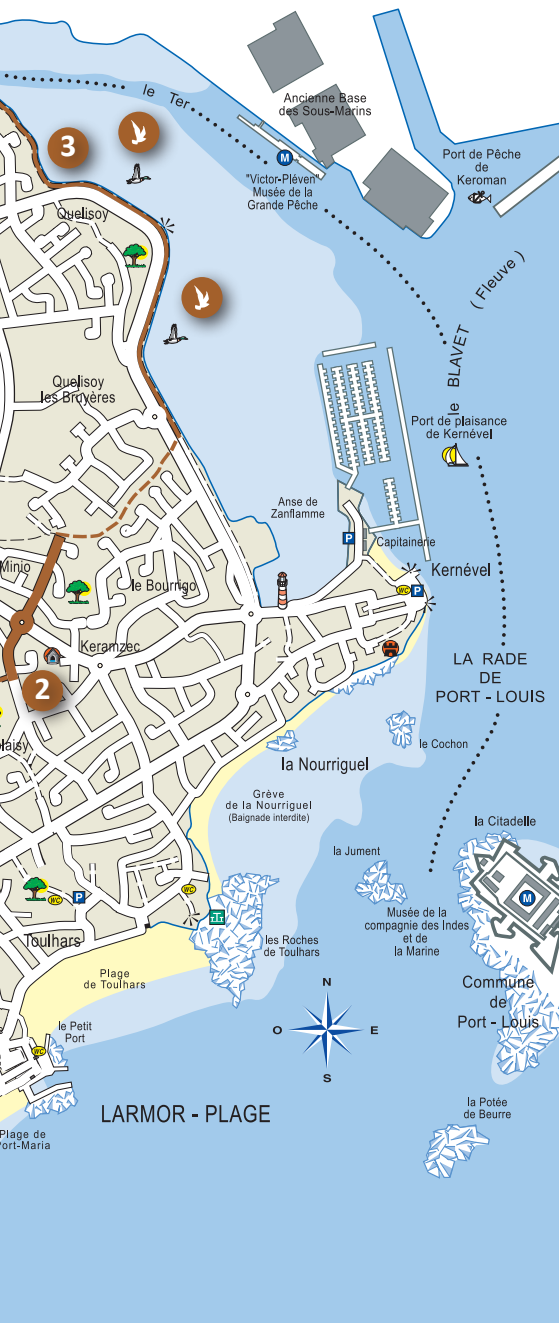 le Ter
Ancienne Base
des Sous-Marins
3
M
"Victor-Pléven"
Musée de la
Grande Pêche
Port de Pêche
de
Keroman
Quelisoy
le BLAVET (Fleuve)
Quelisoy
les Bruyères
Port de plaisance
de Kernével
Anse de
Zanflamme
P
Capitainerie
Minio
le Bourrigo
Kernével
WC
P
Keramzec
2
LA RADE
DE
PORT - LOUIS
laisy
le Cochon
la Nourriguel
Grève
de la Nourriguel
(Baignade interdite)
la Citadelle
la Jument
WC
P
WC
M
Musée de la
compagnie des Indes
et de
la Marine
Toulhars
les Roches
de Toulhars
Plage
de Toulhars
Commune
de
Port - Louis
N
O
E
S
le Petit
Port
WC
LARMOR - PLAGE
la Potée
de Beurre
Plage de
Port-Maria